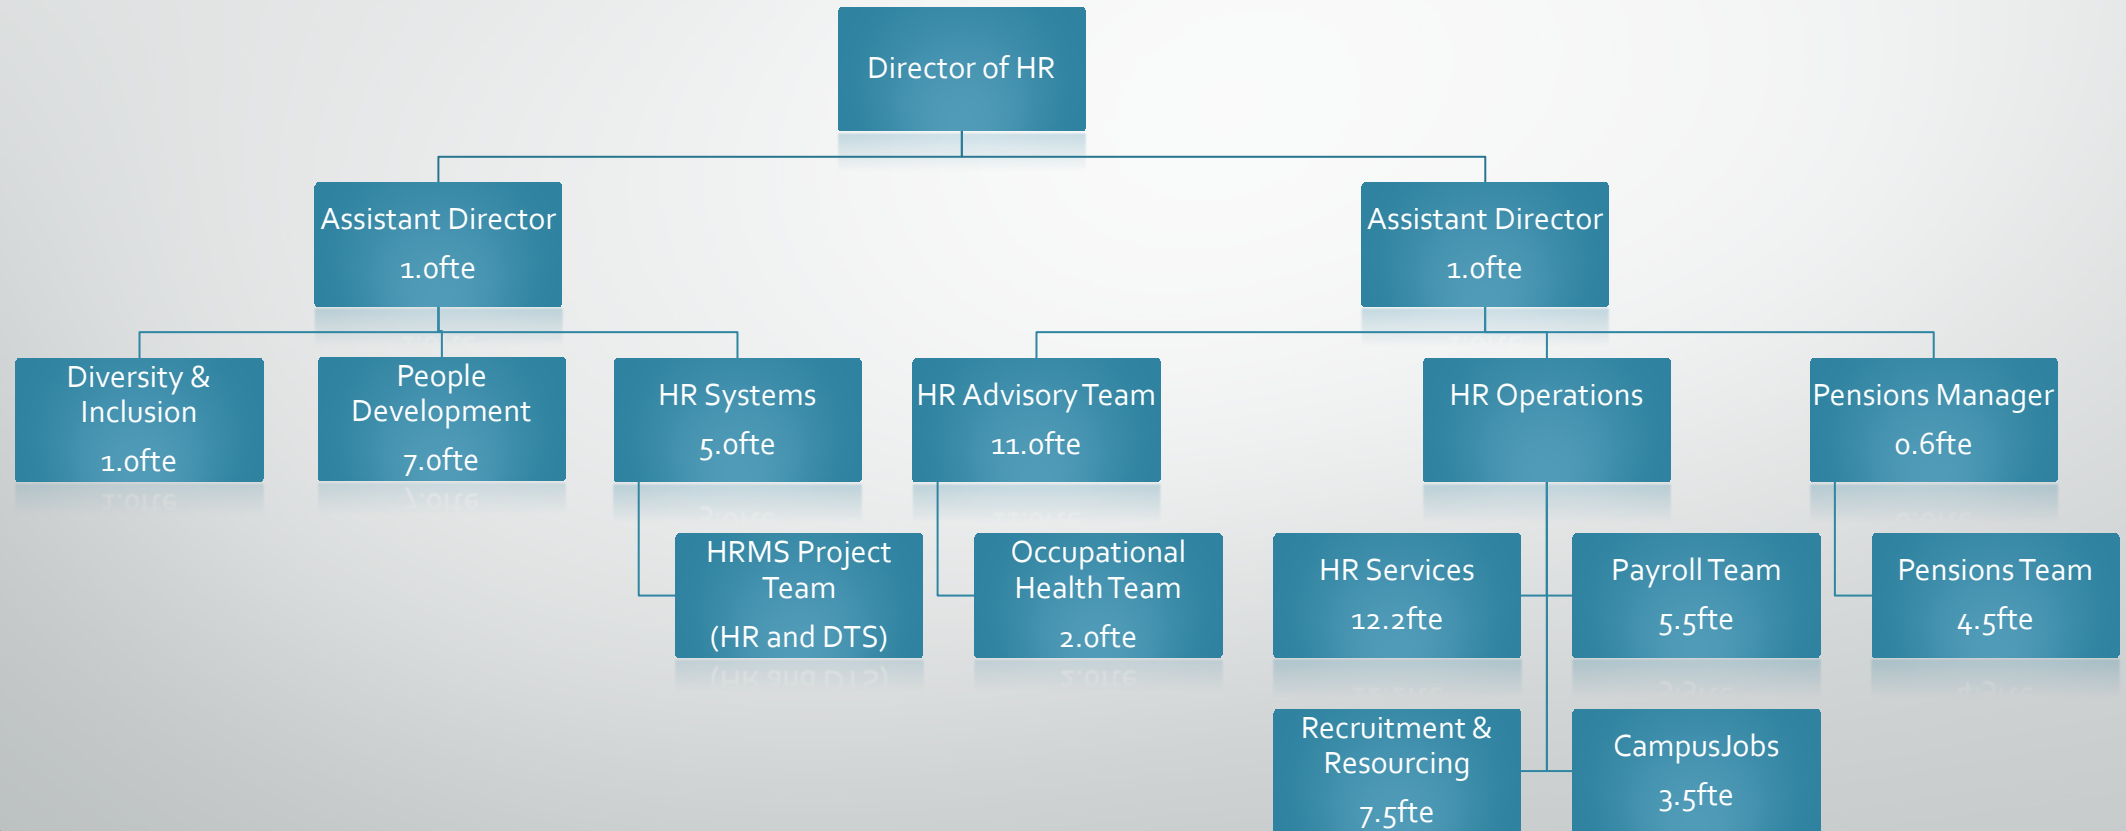 Director of HR
Assistant Director
1.0fte
Assistant Director
1.0fte
Diversity &
Inclusion
1.0fte
People
Development
7.0fte
HR Systems
5.0fte
HR Advisory Team
11.0fte
HR Operations
Pensions Manager
0.6fte
HRMS Project
Team
(HR and DTS)
Occupational
Health Team
2.0fte
HR Services
12.2fte
Payroll Team
5.5fte
Pensions Team
4.5fte
Recruitment &
Resourcing
7.5fte
CampusJobs
3.5fte